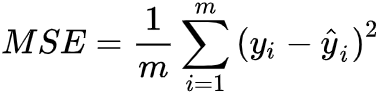 MSE = \frac{1}{m} \sum_{i=1}^{m} (y_i - \hat{y}_i)^2